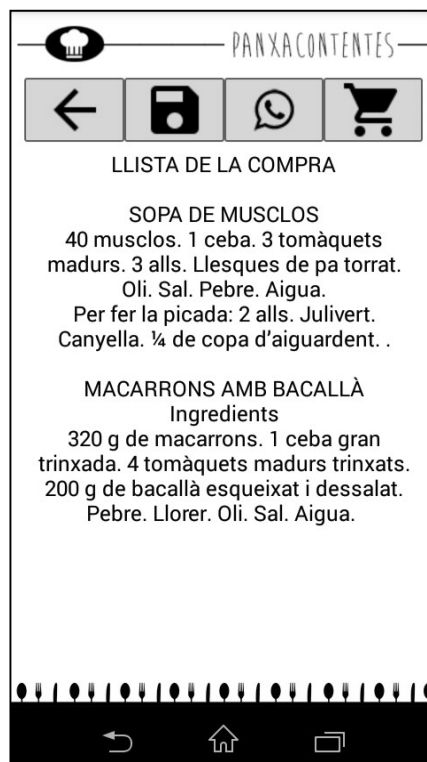 PANXACONTENTES
LLISTA DE LA COMPRA
SOPA DE MUSCLOS
40 musclos. 1 ceba. 3 tomàquets
madurs. 3 alls. Llesques de pa torrat.
Oli. Sal. Pebre. Aigua.
Per fer la picada: 2 alls. Julivert.
Canyella. ¼ de copa d’aiguardent. .
MACARRONS AMB BACALLÀ
Ingredients
320 g de macarrons. 1 ceba gran
trinxada. 4 tomàquets madurs trinxats.
200 g de bacallà esqueixat i dessalat.
Pebre. Llorer. Oli. Sal. Aigua.